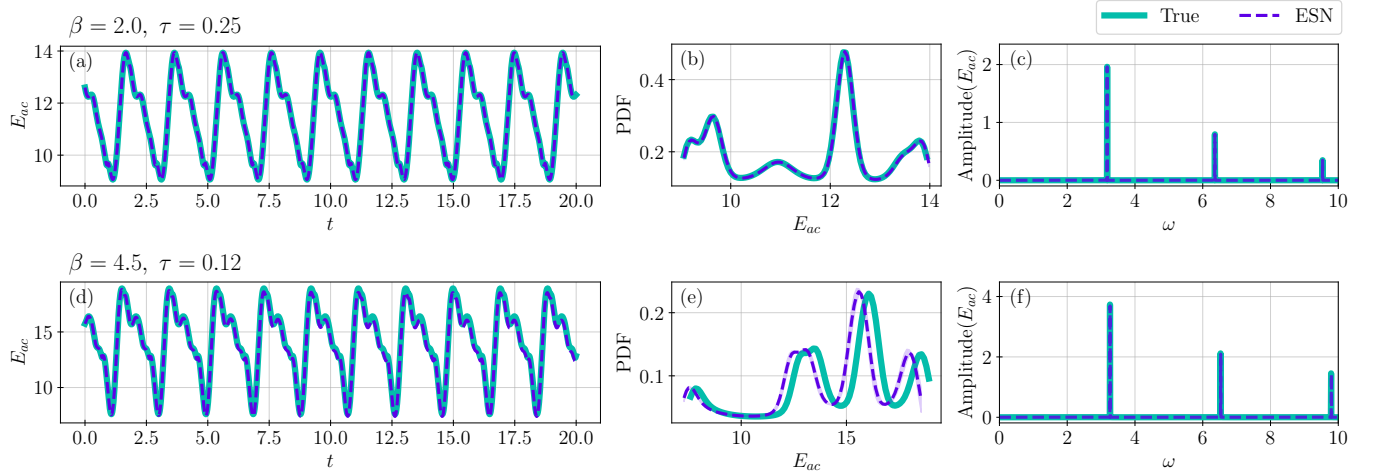 β = 2.0, τ = 0.25
True
ESN
(a)
14
12
10
E_ac
0.0
2.5
5.0
7.5
10.0
12.5
15.0
17.5
20.0
t
(b)
0.4
0.2
PDF
10
12
14
E_ac
(c)
2
1
0
Amplitude(E_ac)
0
2
4
6
8
10
ω
β = 4.5, τ = 0.12
(d)
15
10
E_ac
0.0
2.5
5.0
7.5
10.0
12.5
15.0
17.5
20.0
t
(e)
0.2
0.1
PDF
10
15
E_ac
(f)
4
2
0
Amplitude(E_ac)
0
2
4
6
8
10
ω